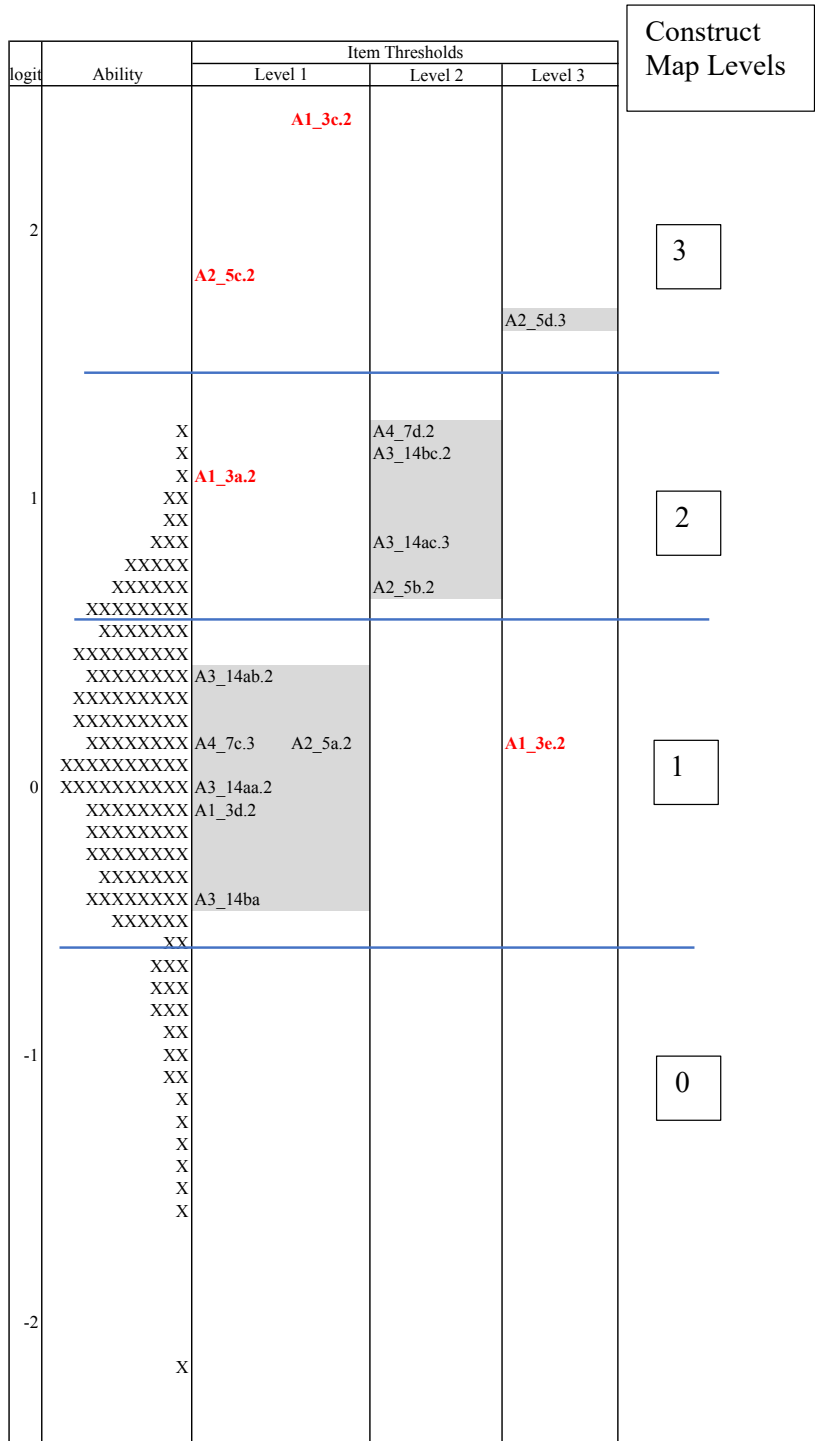 Construct
Map Levels
Item Thresholds
logit Ability Level 1 Level 2 Level 3
A1_3c.2
2
3
A2_5c.2
A2_5d.3
X A4_7d.2
X A3_14bc.2
X A1_3a.2
1 XX
2
XX
XXX A3_14ac.3
XXXXX
XXXXXX A2_5b.2
XXXXXXXX
XXXXXXX
XXXXXXXXX
XXXXXXXX A3_14ab.2
XXXXXXXXX
XXXXXXXXX
XXXXXXXX A4_7c.3 A2_5a.2 A1_3e.2
XXXXXXXXXX
1
0 XXXXXXXXXX A3_14aa.2
XXXXXXXX A1_3d.2
XXXXXXXX
XXXXXXXX
XXXXXXX
XXXXXXXX A3_14ba
XXXXXX
XX
XXX
XXX
XXX
XX
-1 XX
XX
0
X
X
X
X
X
X
-2
X